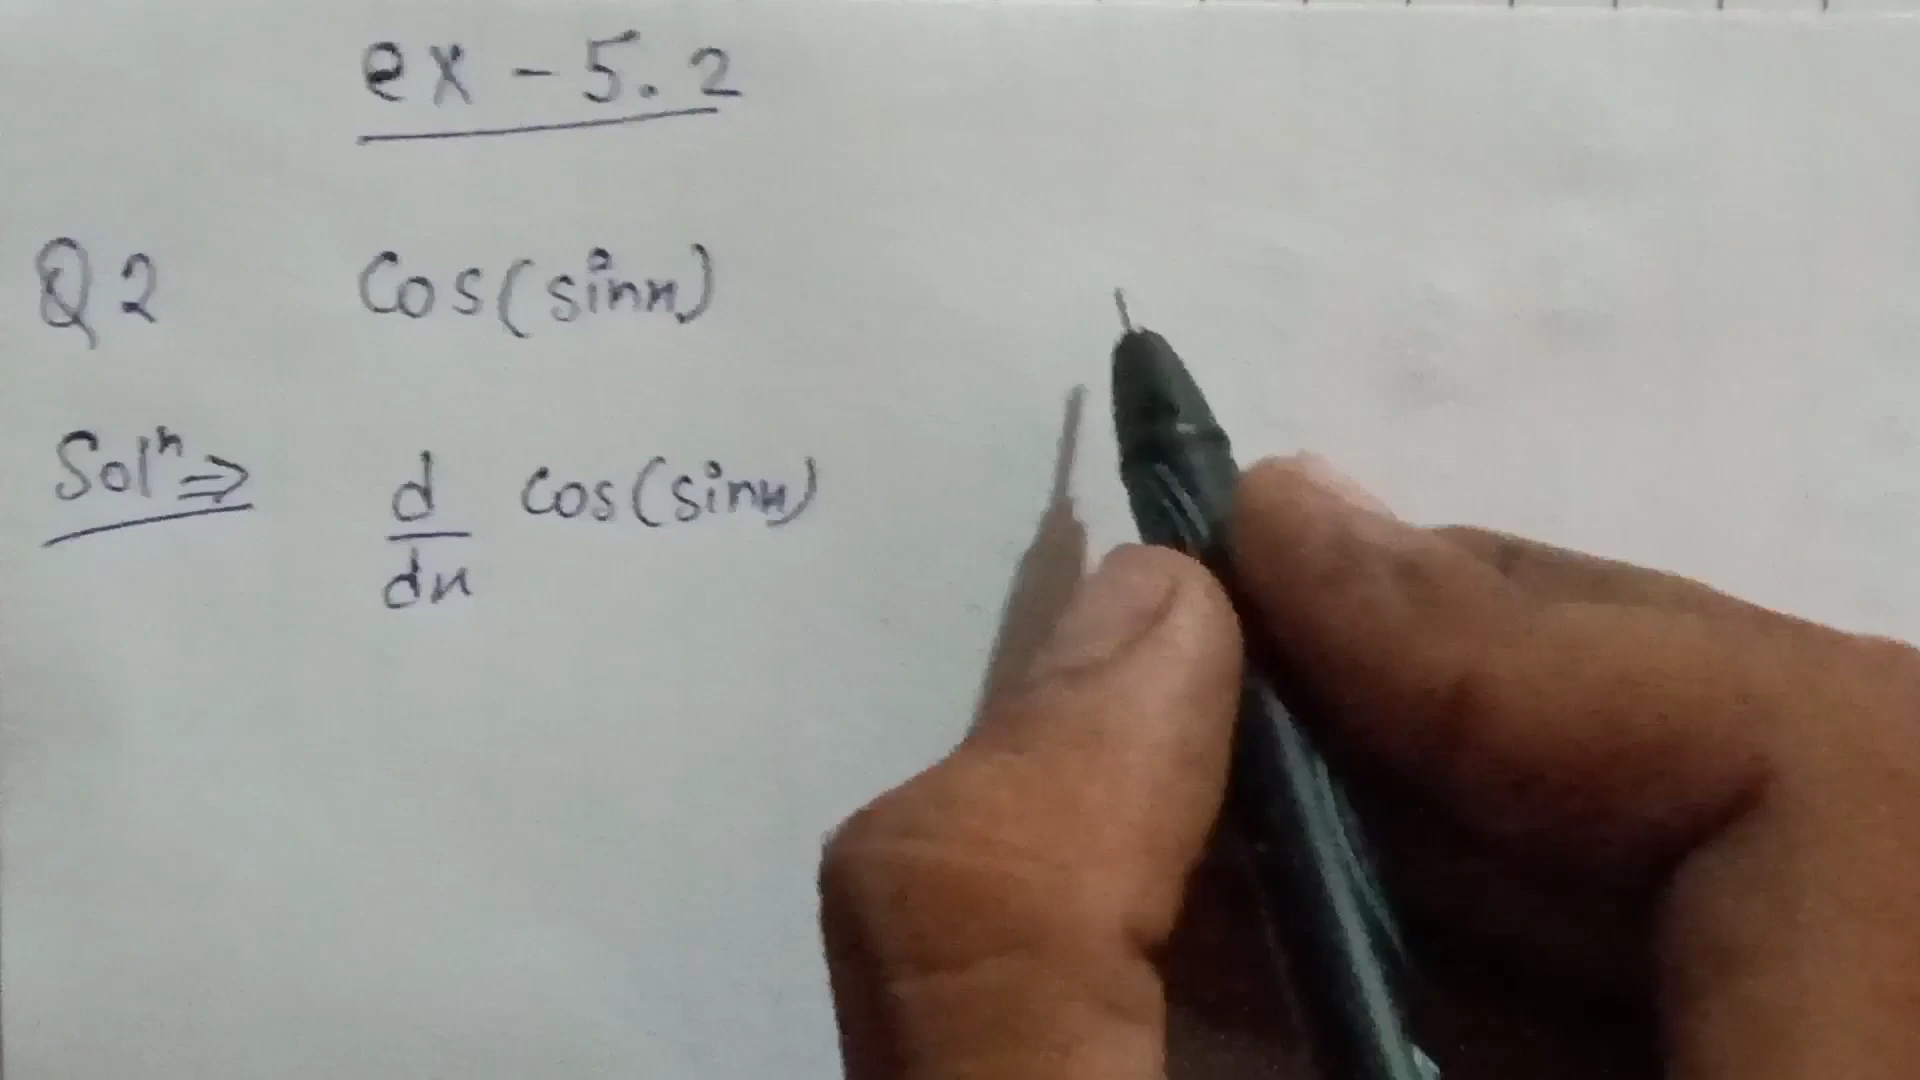 ex - 5.2
Q2 Cos(sinx)
Solⁿ ⇒ d/dx cos(sinx)